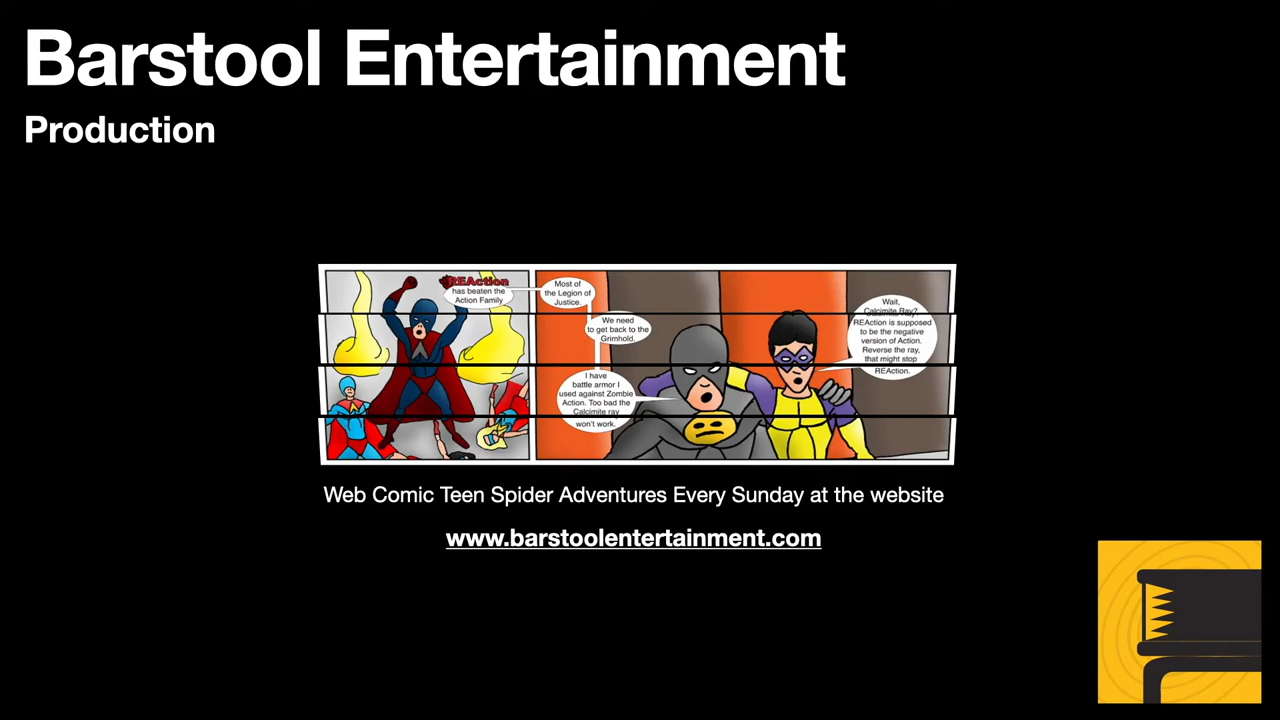 Barstool Entertainment
Production
REAction
has beaten the
Action Family
Most of
the Legion of
Justice.
We need
to get back to the
Grimhold.
I have
battle armor I
used against Zombie
Action. Too bad the
Calcimite ray
won't work.
Wait,
Calcimite Ray?
REAction is supposed
to be the negative
version of Action.
Reverse the ray,
that might stop
REAction.
Web Comic Teen Spider Adventures Every Sunday at the website
www.barstoolentertainment.com